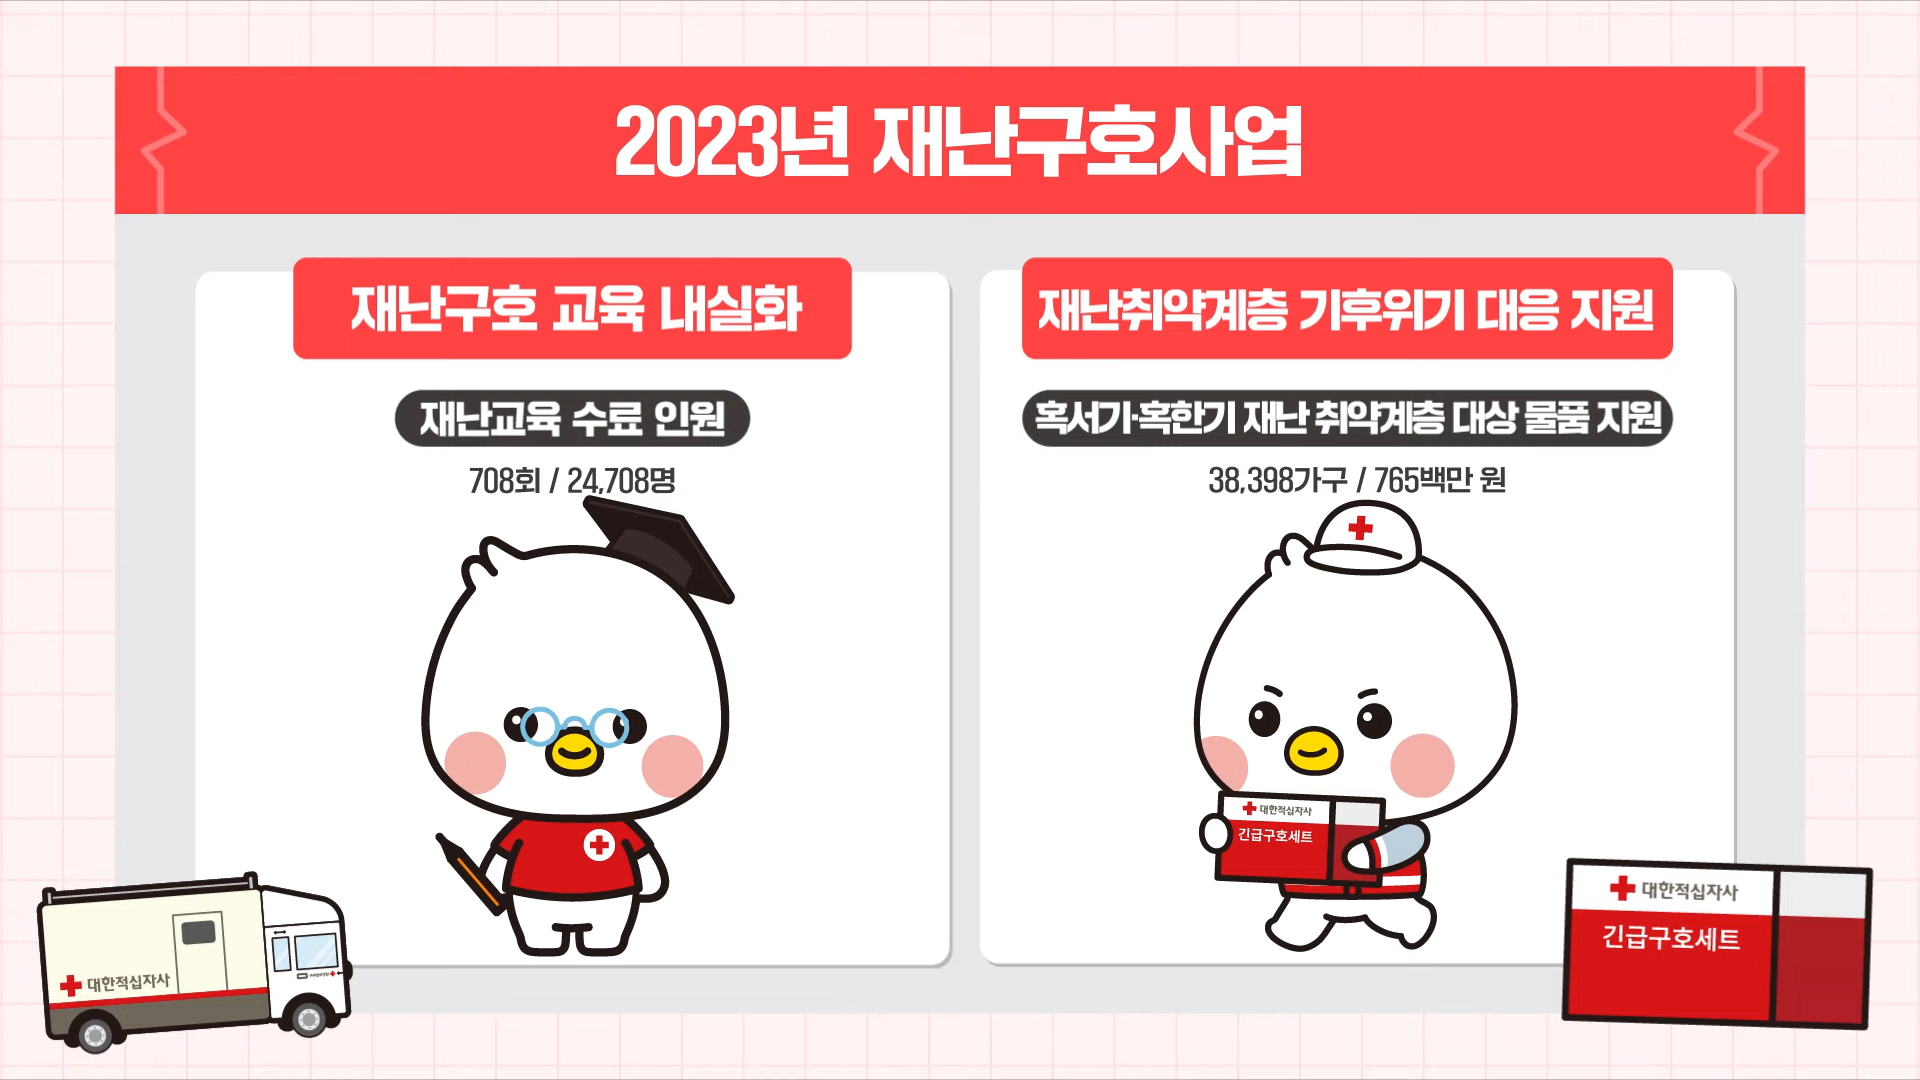 2023년 재난구호사업
재난구호 교육 내실화
재난교육 수료 인원
708회 / 24,708명
재난취약계층 기후위기 대응 지원
혹서기·혹한기 재난 취약계층 대상 물품 지원
38,398가구 / 765백만 원
대한적십자사
긴급구호세트
대한적십자사
대한적십자사
긴급구호세트